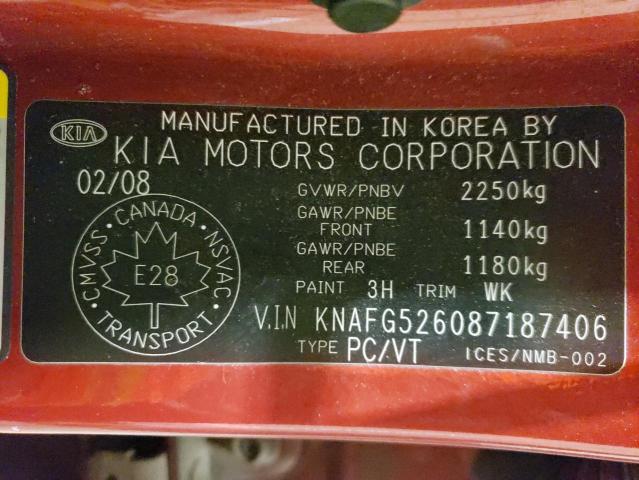 KIA
MANUFACTURED IN KOREA BY
KIA MOTORS CORPORATION
02/08
GVWR/PNBV 2250kg
GAWR/PNBE FRONT 1140kg
GAWR/PNBE REAR 1180kg
PAINT 3H TRIM WK
V.I.N KNAFG526087187406
TYPE PC/VT ICES/NMB-002
CMVSS • CANADA • NSVAC
E28
TRANSPORT